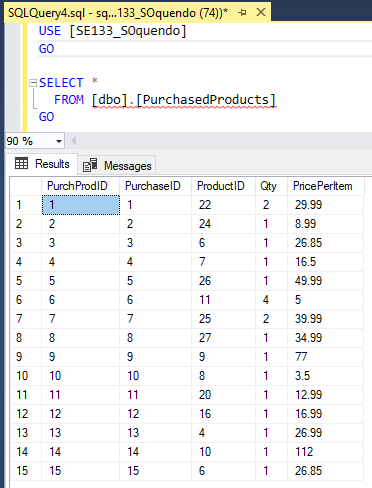 SQLQuery4.sql - sq...133_SOquendo (74))*
USE [SE133_SOquendo]
GO
SELECT *
FROM [dbo].[PurchasedProducts]
GO
90 %
Results Messages
PurchProdID PurchaseID ProductID Qty PricePerItem
1 1 1 22 2 29.99
2 2 2 24 1 8.99
3 3 3 6 1 26.85
4 4 4 7 1 16.5
5 5 5 26 1 49.99
6 6 6 11 4 5
7 7 7 25 2 39.99
8 8 8 27 1 34.99
9 9 9 9 1 77
10 10 10 8 1 3.5
11 11 11 20 1 12.99
12 12 12 16 1 16.99
13 13 13 4 1 26.99
14 14 14 10 1 112
15 15 15 6 1 26.85